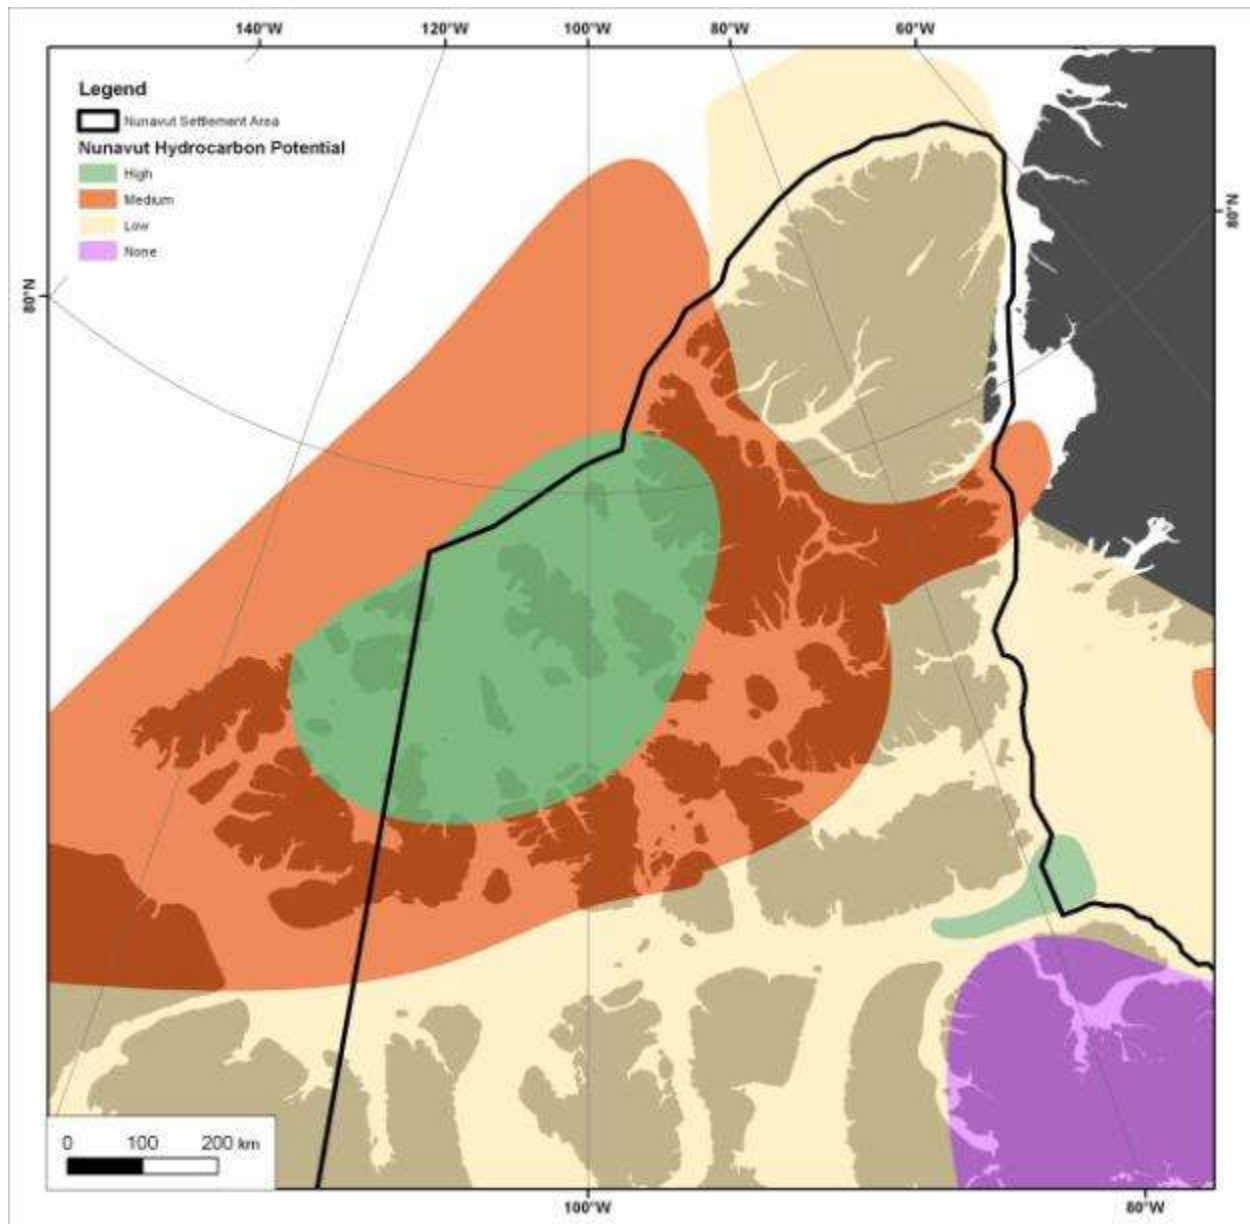 140°W 120°W 100°W 80°W 60°W
Legend
Nunavut Settlement Area
Nunavut Hydrocarbon Potential
High
Medium
Low
None
80°N
80°N
0 100 200 km
100°W 80°W